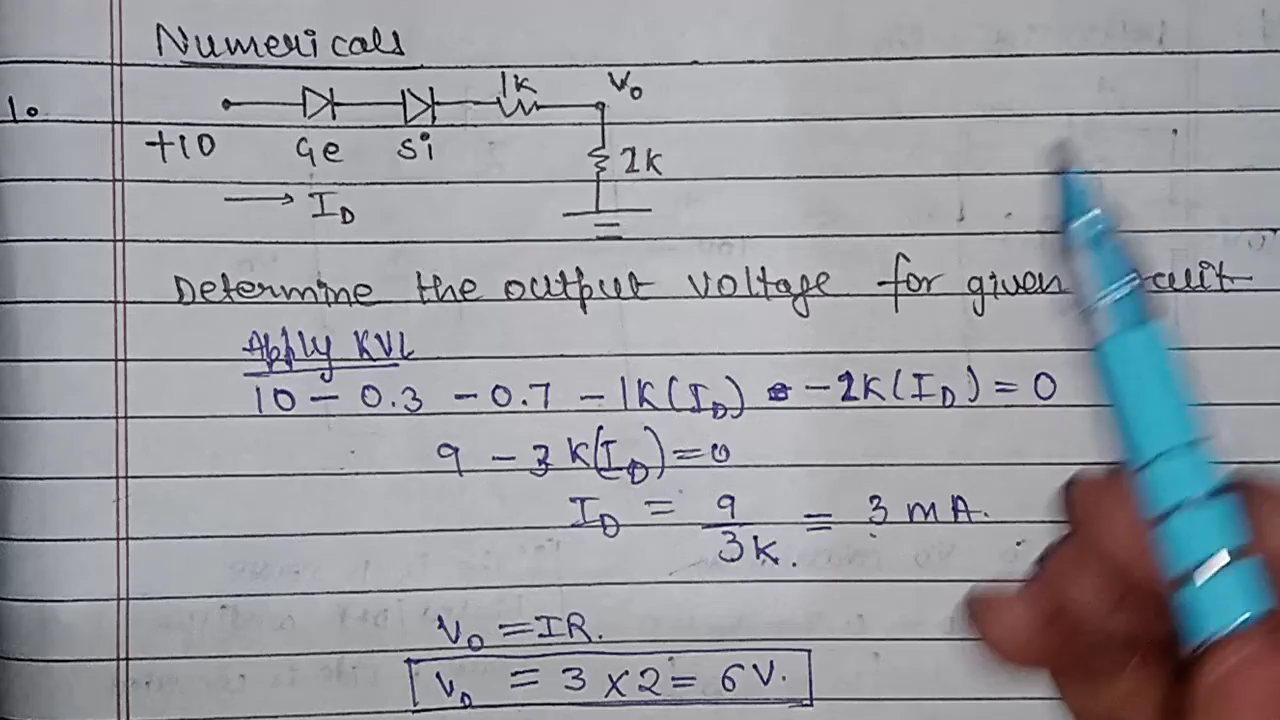 Numericals
1.
1K
Vo
+10 Ge Si 2K
→ ID
Determine the output voltage for given
Apply KVL
10 - 0.3 - 0.7 - 1K(ID) - 2K(ID) = 0
9 - 3K(ID) = 0
ID = 9/3K. = 3 mA.
Vo = IR.
Vo = 3 x 2 = 6V.